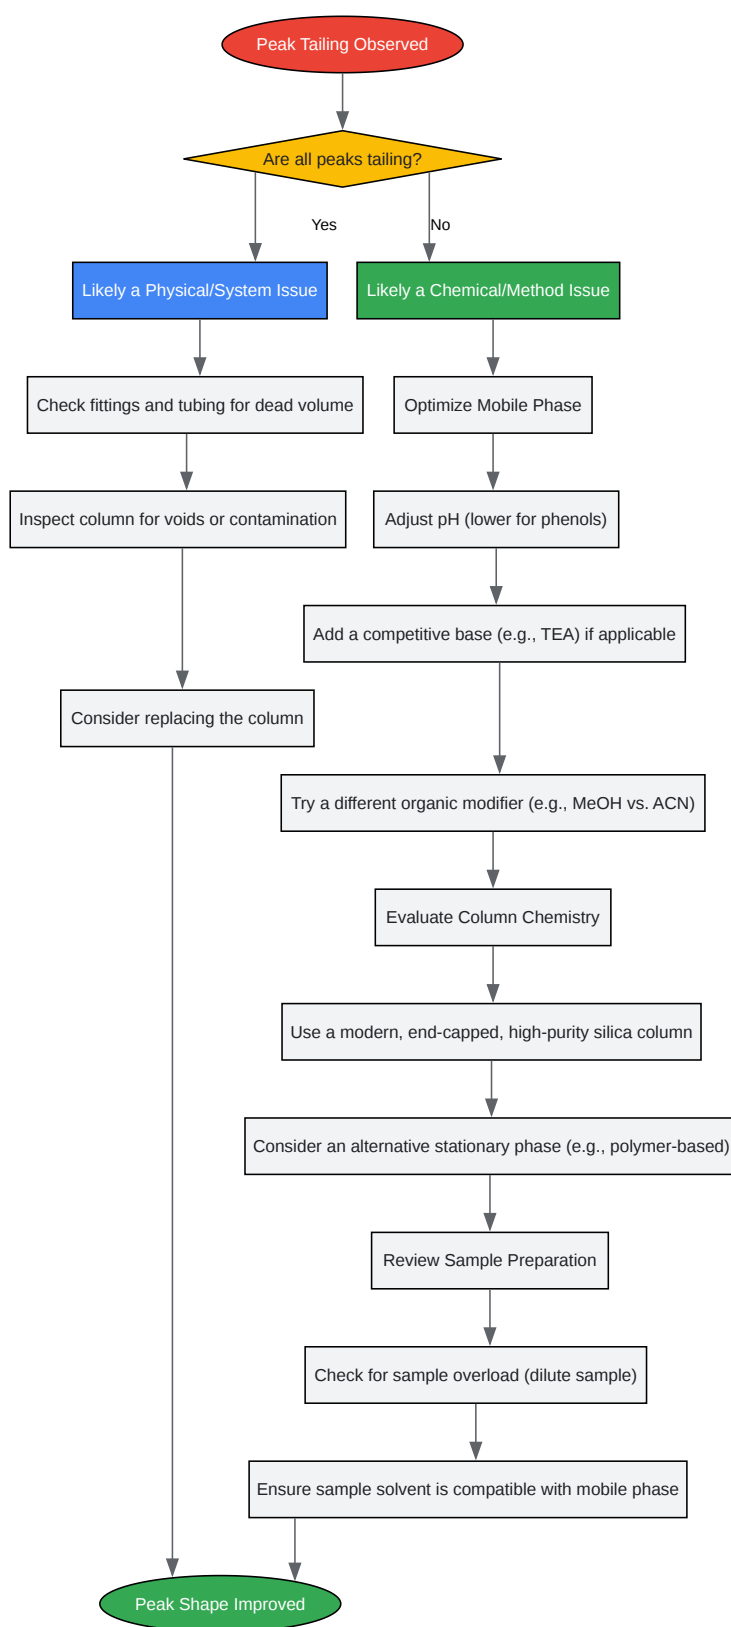 Peak Tailing Observed
Are all peaks tailing?
Yes
No
Likely a Physical/System Issue
Likely a Chemical/Method Issue
Check fittings and tubing for dead volume
Optimize Mobile Phase
Inspect column for voids or contamination
Adjust pH (lower for phenols)
Add a competitive base (e.g., TEA) if applicable
Consider replacing the column
Try a different organic modifier (e.g., MeOH vs. ACN)
Evaluate Column Chemistry
Use a modern, end-capped, high-purity silica column
Consider an alternative stationary phase (e.g., polymer-based)
Review Sample Preparation
Check for sample overload (dilute sample)
Ensure sample solvent is compatible with mobile phase
Peak Shape Improved